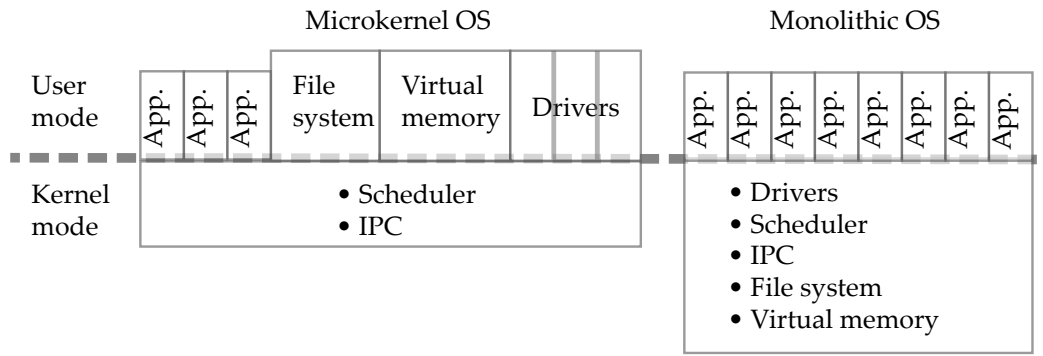 Microkernel OS
Monolithic OS
User
mode
App.
App.
App.
File
system
Virtual
memory
Drivers
App.
App.
App.
App.
App.
App.
App.
App.
Kernel
mode
• Scheduler
• IPC
• Drivers
• Scheduler
• IPC
• File system
• Virtual memory